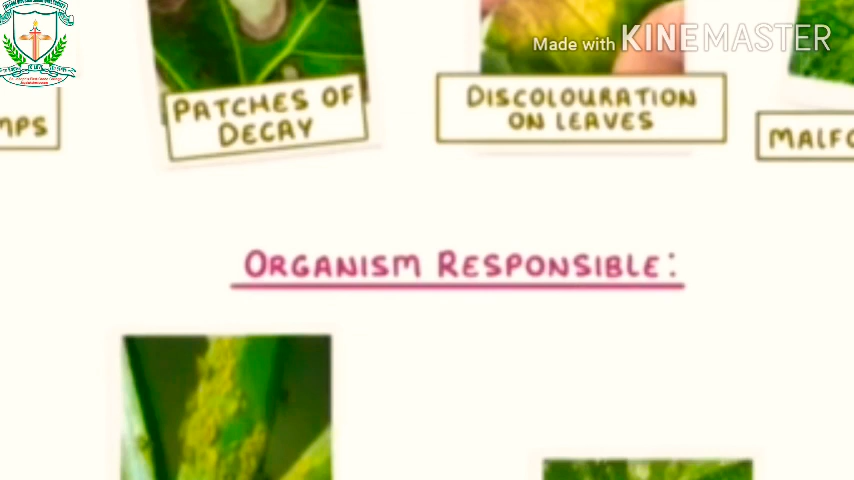 Made with KINEMASTER
PATCHES OF
DECAY
DISCOLOURATION
ON LEAVES
MPS
MALFO
ORGANISM RESPONSIBLE: